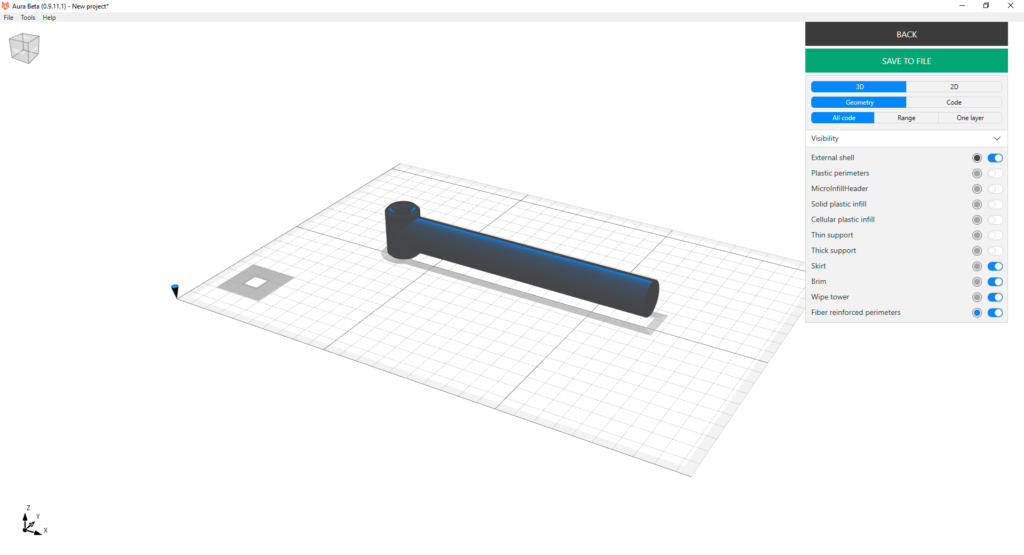 Aura Beta (0.9.11.1) - New project*
File Tools Help
BACK
SAVE TO FILE
3D 2D
Geometry Code
All code Range One layer
Visibility
External shell
Plastic perimeters
MicroInfillHeader
Solid plastic infill
Cellular plastic infill
Thin support
Thick support
Skirt
Brim
Wipe tower
Fiber reinforced perimeters
Z
Y
X